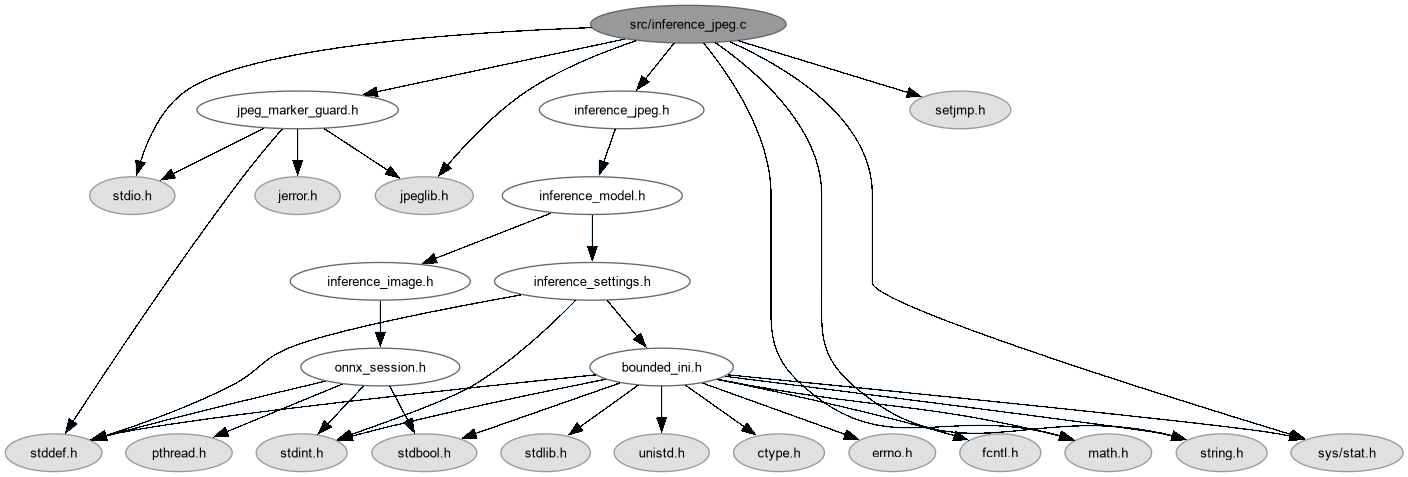 src/inference_jpeg.c
jpeg_marker_guard.h
inference_jpeg.h
setjmp.h
stdio.h
jerror.h
jpeglib.h
inference_model.h
inference_image.h
inference_settings.h
onnx_session.h
bounded_ini.h
stddef.h
pthread.h
stdint.h
stdbool.h
stdlib.h
unistd.h
ctype.h
errno.h
fcntl.h
math.h
string.h
sys/stat.h